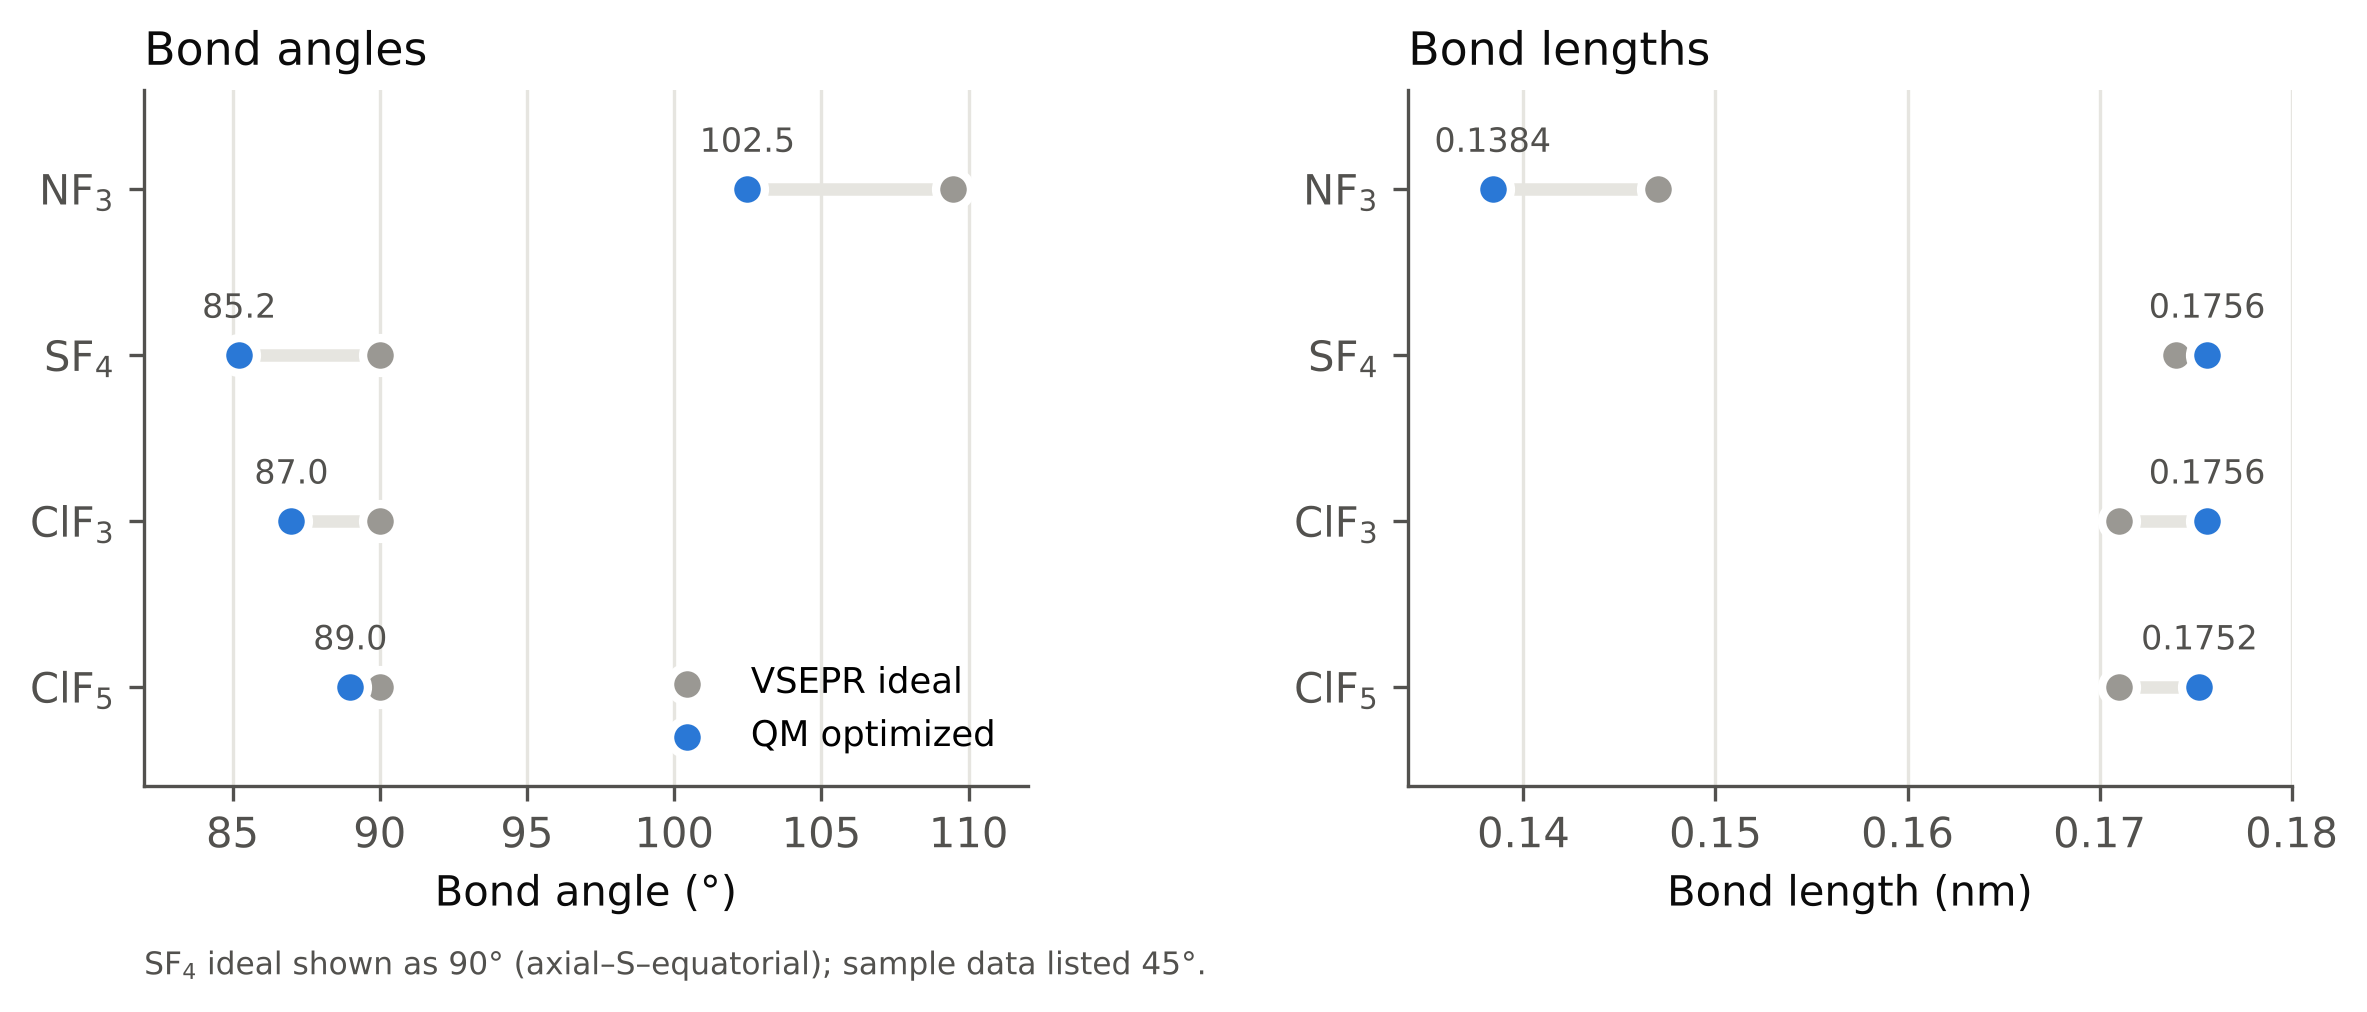 Bond angles
102.5
NF₃
85.2
SF₄
87.0
ClF₃
89.0
ClF₅
VSEPR ideal
QM optimized
85 90 95 100 105 110
Bond angle (°)
Bond lengths
0.1384
NF₃
0.1756
SF₄
0.1756
ClF₃
0.1752
ClF₅
0.14 0.15 0.16 0.17 0.18
Bond length (nm)
SF₄ ideal shown as 90° (axial–S–equatorial); sample data listed 45°.